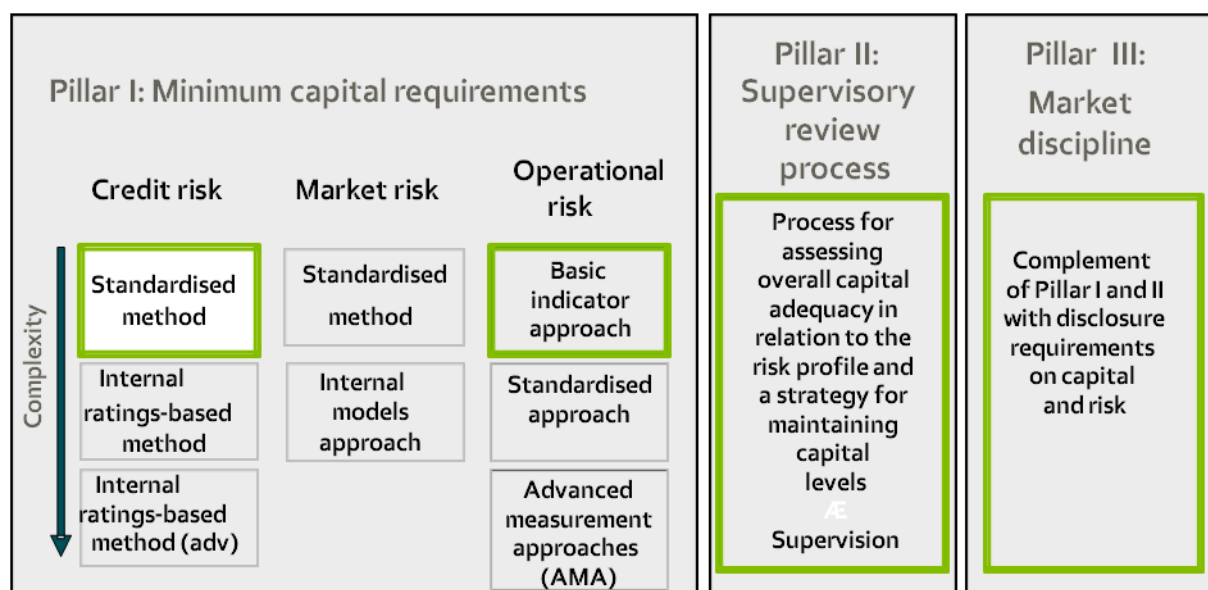 Pillar I: Minimum capital requirements
Credit risk
Market risk
Operational
risk
Complexity
Standardised
method
Standardised
method
Basic
indicator
approach
Internal
ratings-based
method
Internal
models
approach
Standardised
approach
Internal
ratings-based
method (adv)
Advanced
measurement
approaches
(AMA)
Pillar II:
Supervisory
review
process
Process for
assessing
overall capital
adequacy in
relation to the
risk profile and
a strategy for
maintaining
capital
levels
Æ
Supervision
Pillar III:
Market
discipline
Complement
of Pillar I and II
with disclosure
requirements
on capital
and risk